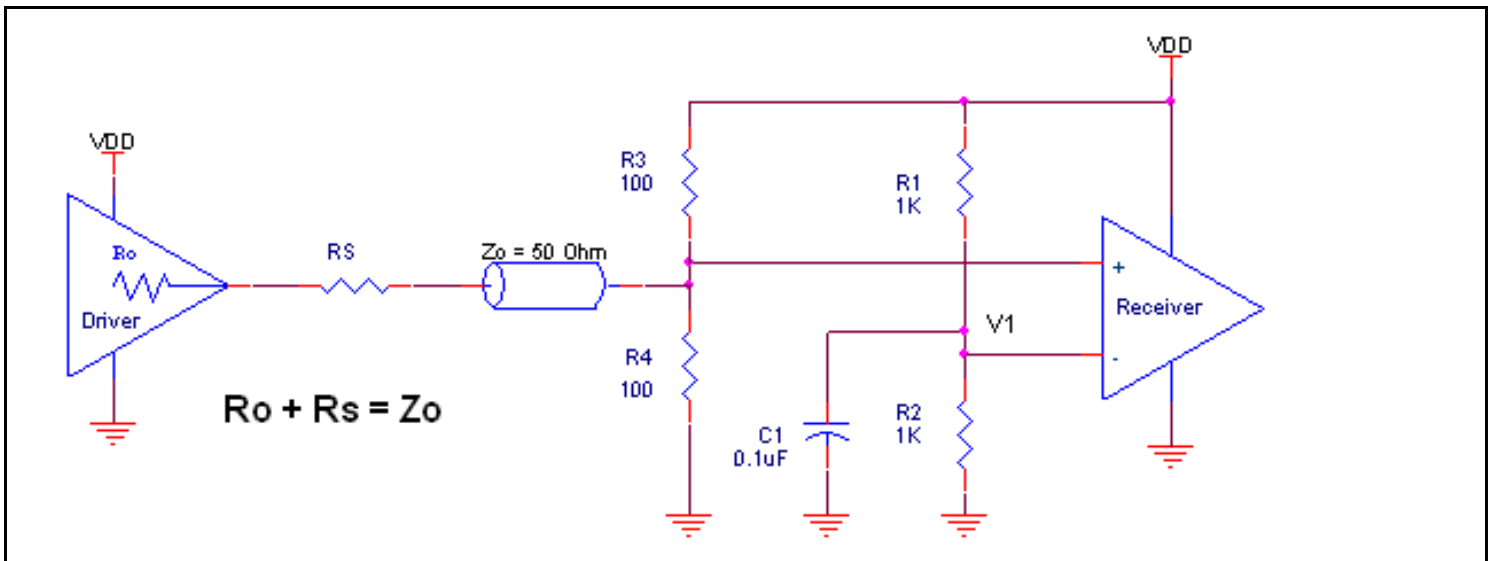 VDD
VDD
R3
100
R1
1K
Ro
RS
Zo = 50 Ohm
+
Driver
Receiver
V1
-
R4
100
Ro + Rs = Zo
R2
1K
C1
0.1uF